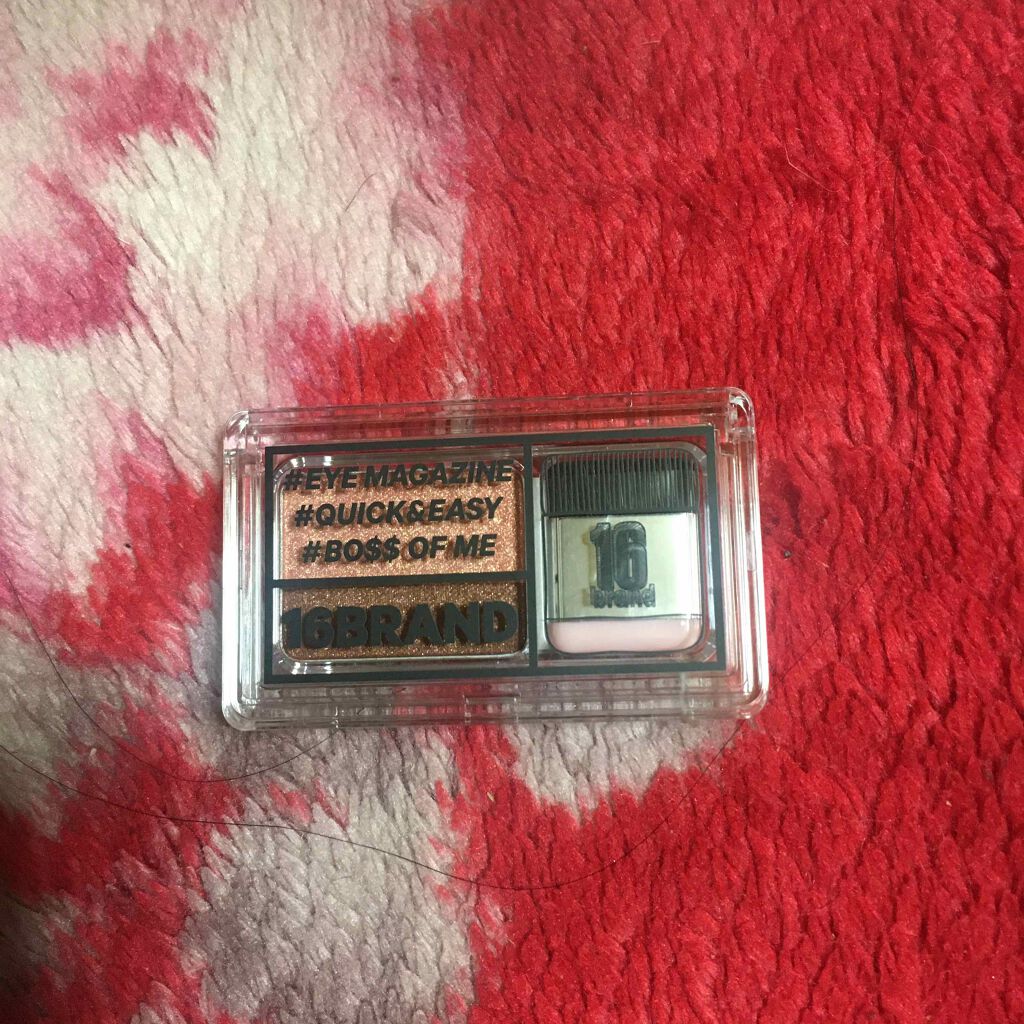 #EYE MAGAZINE
#QUICK&EASY
#BO$$ OF ME
16BRAND
16
brand